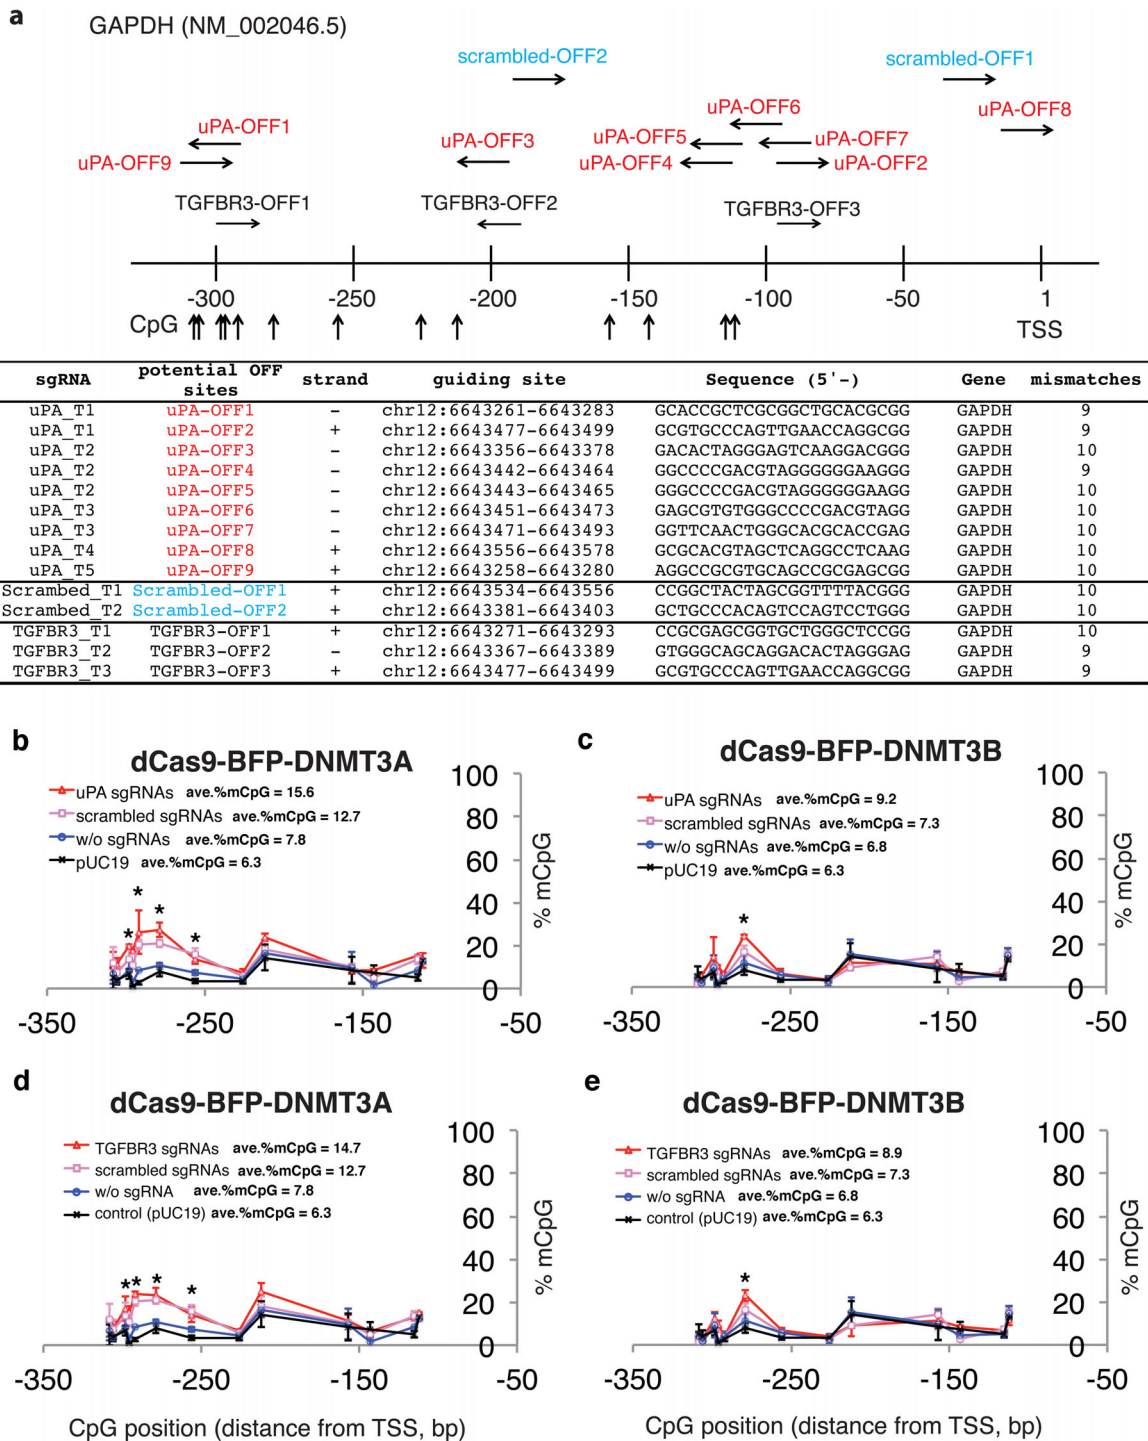 a
GAPDH (NM_002046.5)
scrambled-OFF2
scrambled-OFF1
uPA-OFF6
uPA-OFF8
uPA-OFF1
uPA-OFF3
uPA-OFF5
uPA-OFF7
uPA-OFF9
uPA-OFF4
uPA-OFF2
TGFBR3-OFF1
TGFBR3-OFF2
TGFBR3-OFF3
-300 -250 -200 -150 -100 -50 1
CpG TSS
sgRNA potential OFF sites strand guiding site Sequence (5'-) Gene mismatches
uPA_T1 uPA-OFF1 - chr12:6643261-6643283 GCACCGCTCGCGGCTGCACGCGG GAPDH 9
uPA_T1 uPA-OFF2 + chr12:6643477-6643499 GCGTGCCCAGTTGAACCAGGCGG GAPDH 9
uPA_T2 uPA-OFF3 - chr12:6643356-6643378 GACACTAGGGAGTCAAGGACGGG GAPDH 10
uPA_T2 uPA-OFF4 - chr12:6643442-6643464 GGCCCCGACGTAGGGGGGAAGGG GAPDH 9
uPA_T2 uPA-OFF5 - chr12:6643443-6643465 GGGCCCCGACGTAGGGGGGAAGG GAPDH 10
uPA_T3 uPA-OFF6 - chr12:6643451-6643473 GAGCGTGTGGGCCCCGACGTAGG GAPDH 10
uPA_T3 uPA-OFF7 - chr12:6643471-6643493 GGTTCAACTGGGCACGCACCGAG GAPDH 10
uPA_T4 uPA-OFF8 + chr12:6643556-6643578 GCGCACGTAGCTCAGGCCTCAAG GAPDH 10
uPA_T5 uPA-OFF9 + chr12:6643258-6643280 AGGCCGCGTGCAGCCGCGAGCGG GAPDH 10
Scrambed_T1 Scrambled-OFF1 + chr12:6643534-6643556 CCGGCTACTAGCGGTTTTACGGG GAPDH 10
Scrambed_T2 Scrambled-OFF2 + chr12:6643381-6643403 GCTGCCCACAGTCCAGTCCTGGG GAPDH 10
TGFBR3_T1 TGFBR3-OFF1 + chr12:6643271-6643293 CCGCGAGCGGTGCTGGGCTCCGG GAPDH 10
TGFBR3_T2 TGFBR3-OFF2 - chr12:6643367-6643389 GTGGGCAGCAGGACACTAGGGAG GAPDH 9
TGFBR3_T3 TGFBR3-OFF3 + chr12:6643477-6643499 GCGTGCCCAGTTGAACCAGGCGG GAPDH 9
b
dCas9-BFP-DNMT3A
uPA sgRNAs ave.%mCpG = 15.6
scrambled sgRNAs ave.%mCpG = 12.7
w/o sgRNAs ave.%mCpG = 7.8
pUC19 ave.%mCpG = 6.3
100
80
60
40
20
0
% mCpG
* * * *
-350 -250 -150 -50
c
dCas9-BFP-DNMT3B
uPA sgRNAs ave.%mCpG = 9.2
scrambled sgRNAs ave.%mCpG = 7.3
w/o sgRNAs ave.%mCpG = 6.8
pUC19 ave.%mCpG = 6.3
100
80
60
40
20
0
% mCpG
*
-350 -250 -150 -50
d
dCas9-BFP-DNMT3A
TGFBR3 sgRNAs ave.%mCpG = 14.7
scrambled sgRNAs ave.%mCpG = 12.7
w/o sgRNA ave.%mCpG = 7.8
control (pUC19) ave.%mCpG = 6.3
100
80
60
40
20
0
% mCpG
* * * *
-350 -250 -150 -50
CpG position (distance from TSS, bp)
e
dCas9-BFP-DNMT3B
TGFBR3 sgRNAs ave.%mCpG = 8.9
scrambled sgRNAs ave.%mCpG = 7.3
w/o sgRNA ave.%mCpG = 6.8
control (pUC19) ave.%mCpG = 6.3
100
80
60
40
20
0
% mCpG
*
-350 -250 -150 -50
CpG position (distance from TSS, bp)